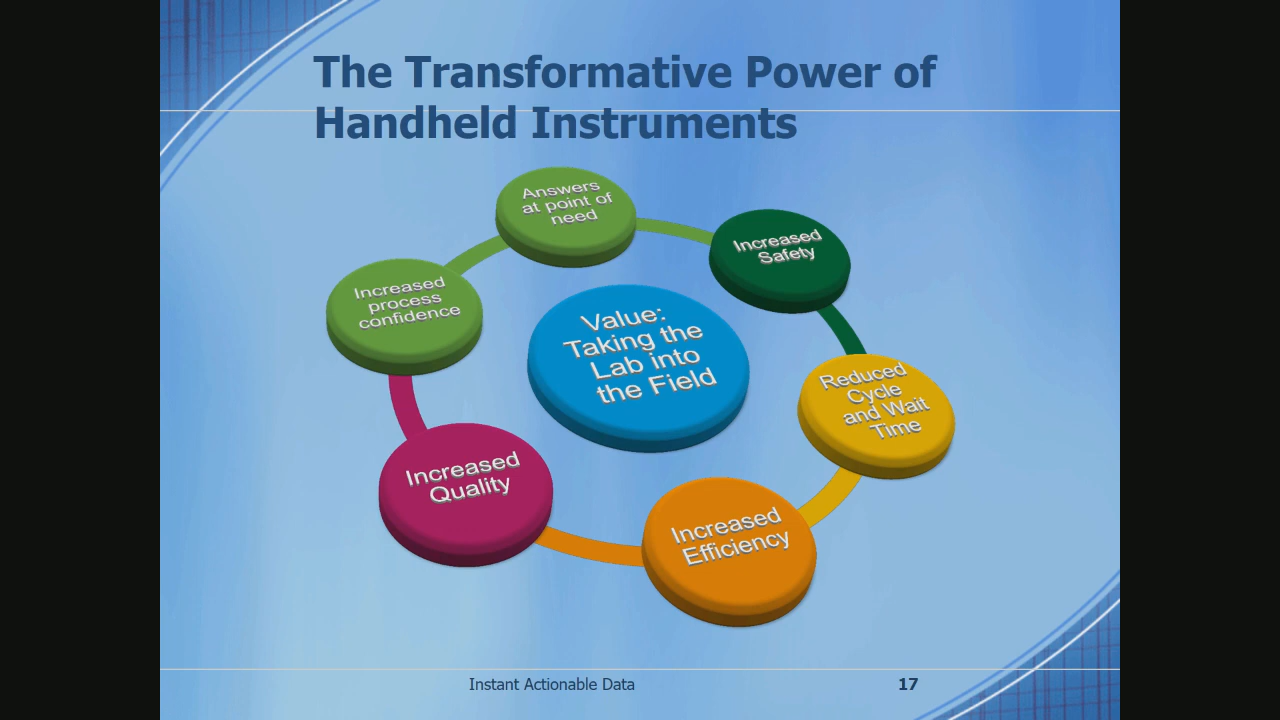 The Transformative Power of
Handheld Instruments
Answers
at point of
need
Increased
Safety
Reduced
Cycle
and Wait
Time
Increased
Efficiency
Increased
Quality
Increased
process
confidence
Value:
Taking the
Lab into
the Field
Instant Actionable Data
17